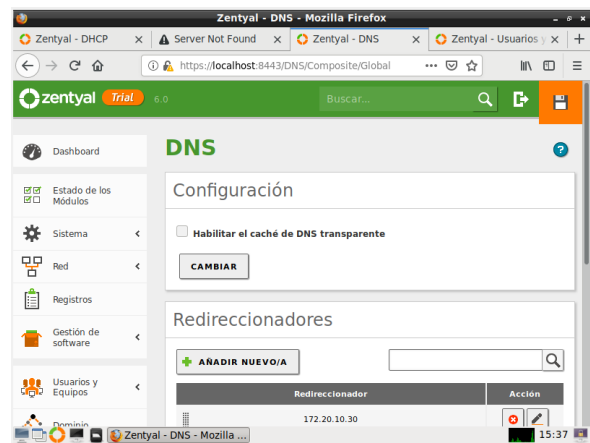 Zentyal - DNS - Mozilla Firefox
Zentyal - DHCP
Server Not Found
Zentyal - DNS
Zentyal - Usuarios y
https://localhost:8443/DNS/Composite/Global
zentyal Trial 6.0
Buscar...
Dashboard
Estado de los
Módulos
Sistema
Red
Registros
Gestión de
software
Usuarios y
Equipos
Dominio
DNS
Configuración
Habilitar el caché de DNS transparente
CAMBIAR
Redireccionadores
AÑADIR NUEVO/A
Redireccionador
Acción
172.20.10.30
Zentyal - DNS - Mozilla ...
15:37